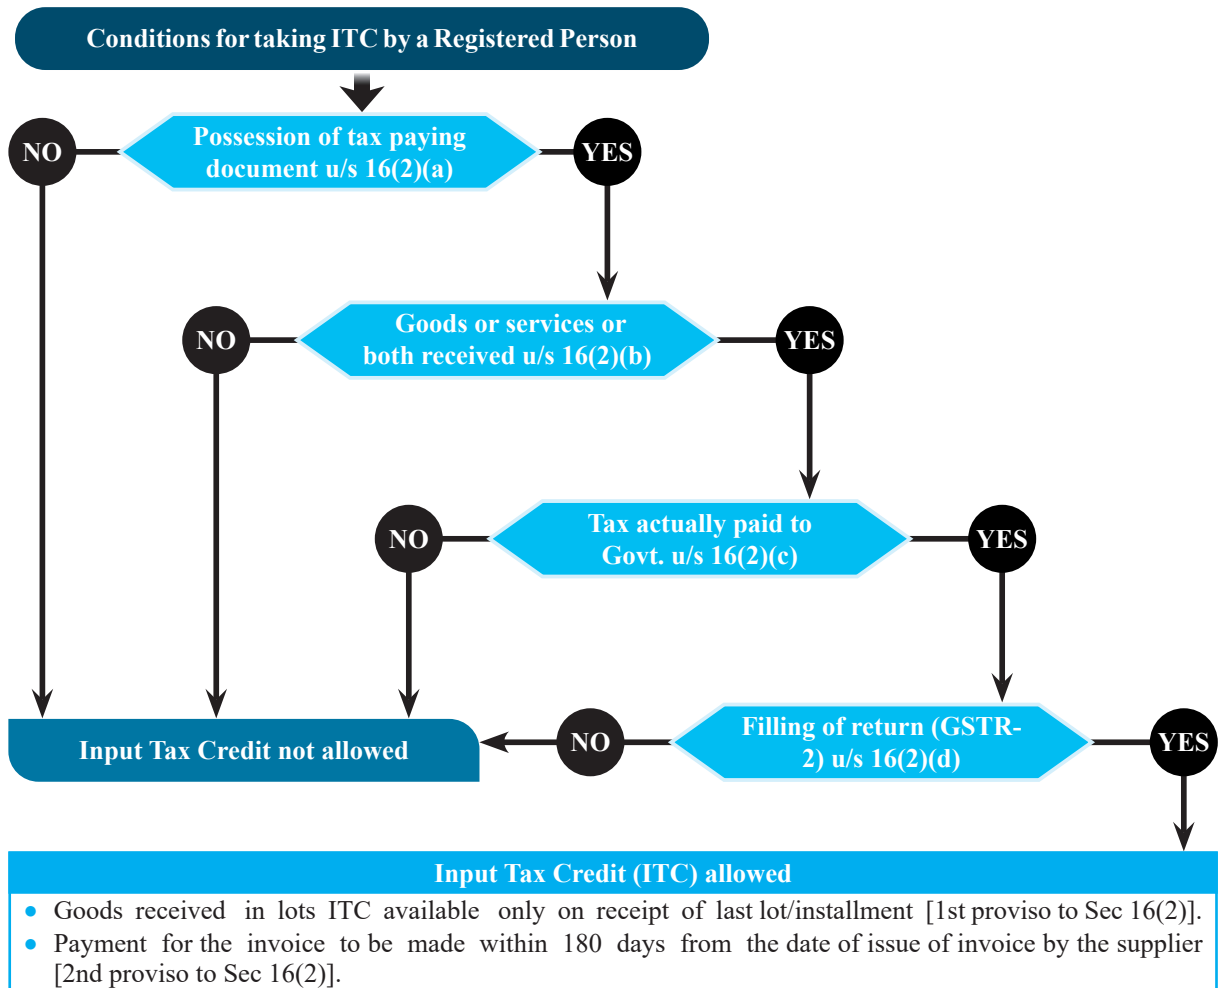 Conditions for taking ITC by a Registered Person
NO
Possession of tax paying
document u/s 16(2)(a)
YES
NO
Goods or services or
both received u/s 16(2)(b)
YES
NO
Tax actually paid to
Govt. u/s 16(2)(c)
YES
Input Tax Credit not allowed
NO
Filling of return (GSTR-
2) u/s 16(2)(d)
YES
Input Tax Credit (ITC) allowed
● Goods received in lots ITC available only on receipt of last lot/installment [1st proviso to Sec 16(2)].
● Payment for the invoice to be made within 180 days from the date of issue of invoice by the supplier
[2nd proviso to Sec 16(2)].